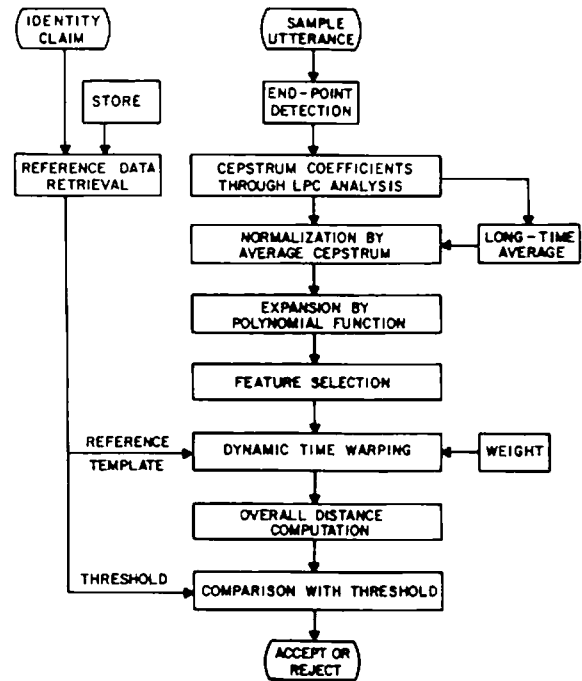 IDENTITY
CLAIM
SAMPLE
UTTERANCE
STORE
END-POINT
DETECTION
REFERENCE DATA
RETRIEVAL
CEPSTRUM COEFFICIENTS
THROUGH LPC ANALYSIS
NORMALIZATION BY
AVERAGE CEPSTRUM
LONG-TIME
AVERAGE
EXPANSION BY
POLYNOMIAL FUNCTION
FEATURE SELECTION
REFERENCE
TEMPLATE
DYNAMIC TIME WARPING
WEIGHT
OVERALL DISTANCE
COMPUTATION
THRESHOLD
COMPARISON WITH THRESHOLD
ACCEPT OR
REJECT